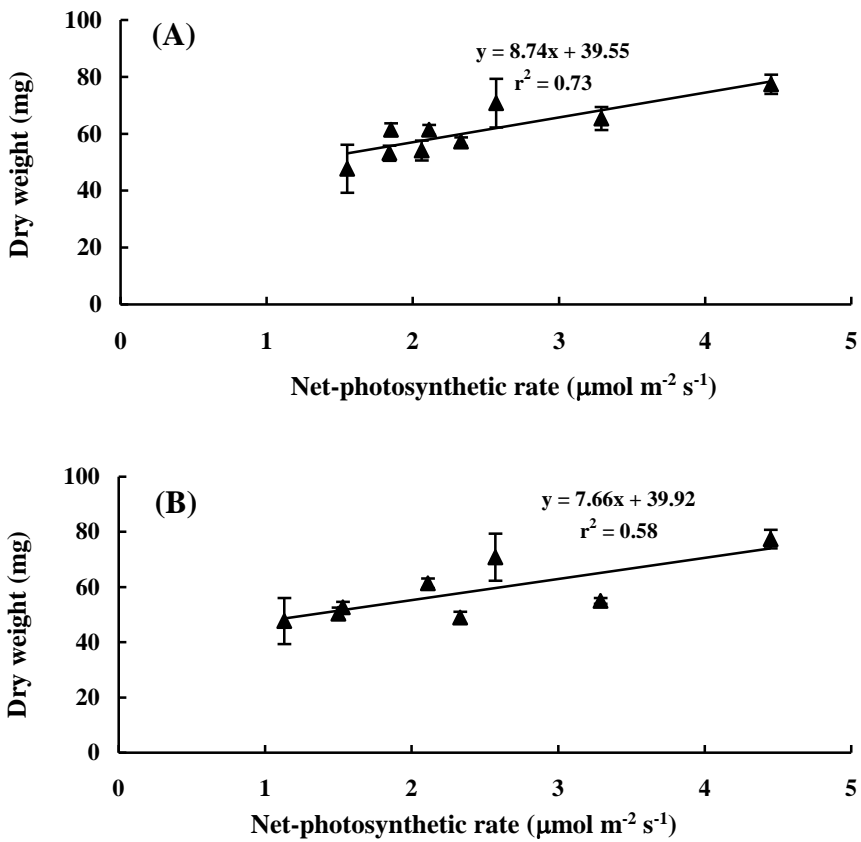 100
(A)
y = 8.74x + 39.55
r² = 0.73
80
60
40
20
0
0 1 2 3 4 5
Dry weight (mg)
Net-photosynthetic rate (μmol m⁻² s⁻¹)
100
(B)
y = 7.66x + 39.92
r² = 0.58
80
60
40
20
0
0 1 2 3 4 5
Dry weight (mg)
Net-photosynthetic rate (μmol m⁻² s⁻¹)